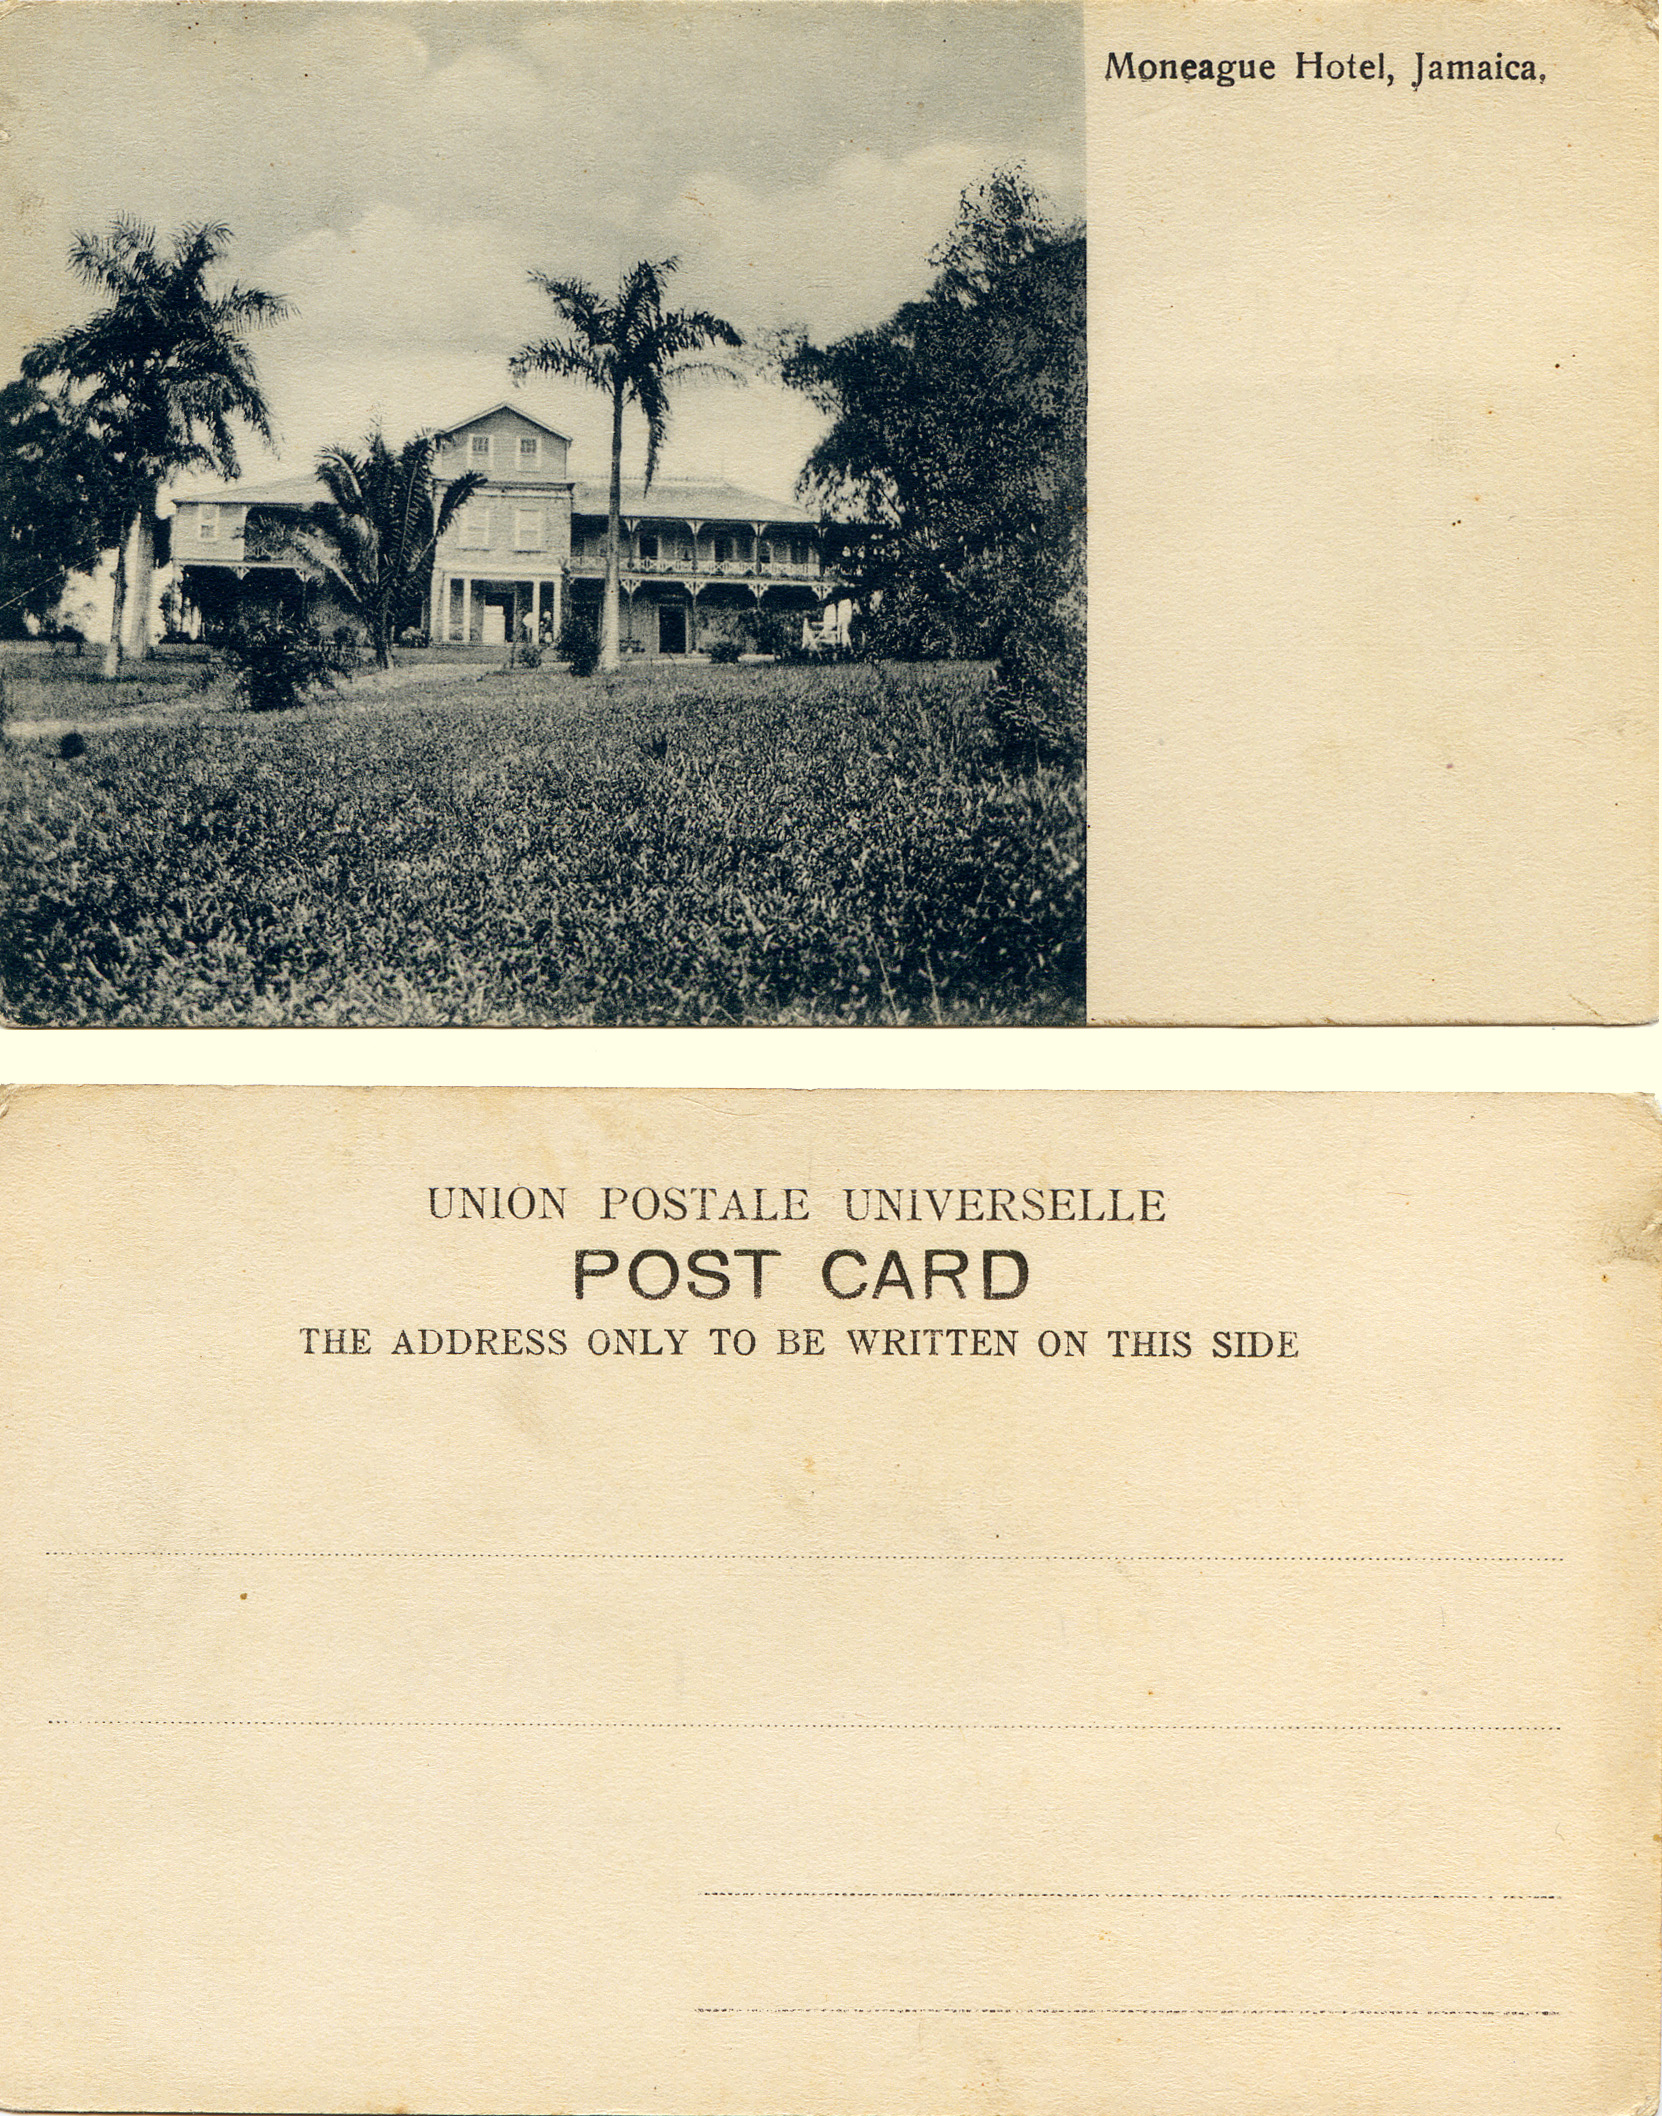 Moneague Hotel, Jamaica.
UNION POSTALE UNIVERSELLE
POST CARD
THE ADDRESS ONLY TO BE WRITTEN ON THIS SIDE